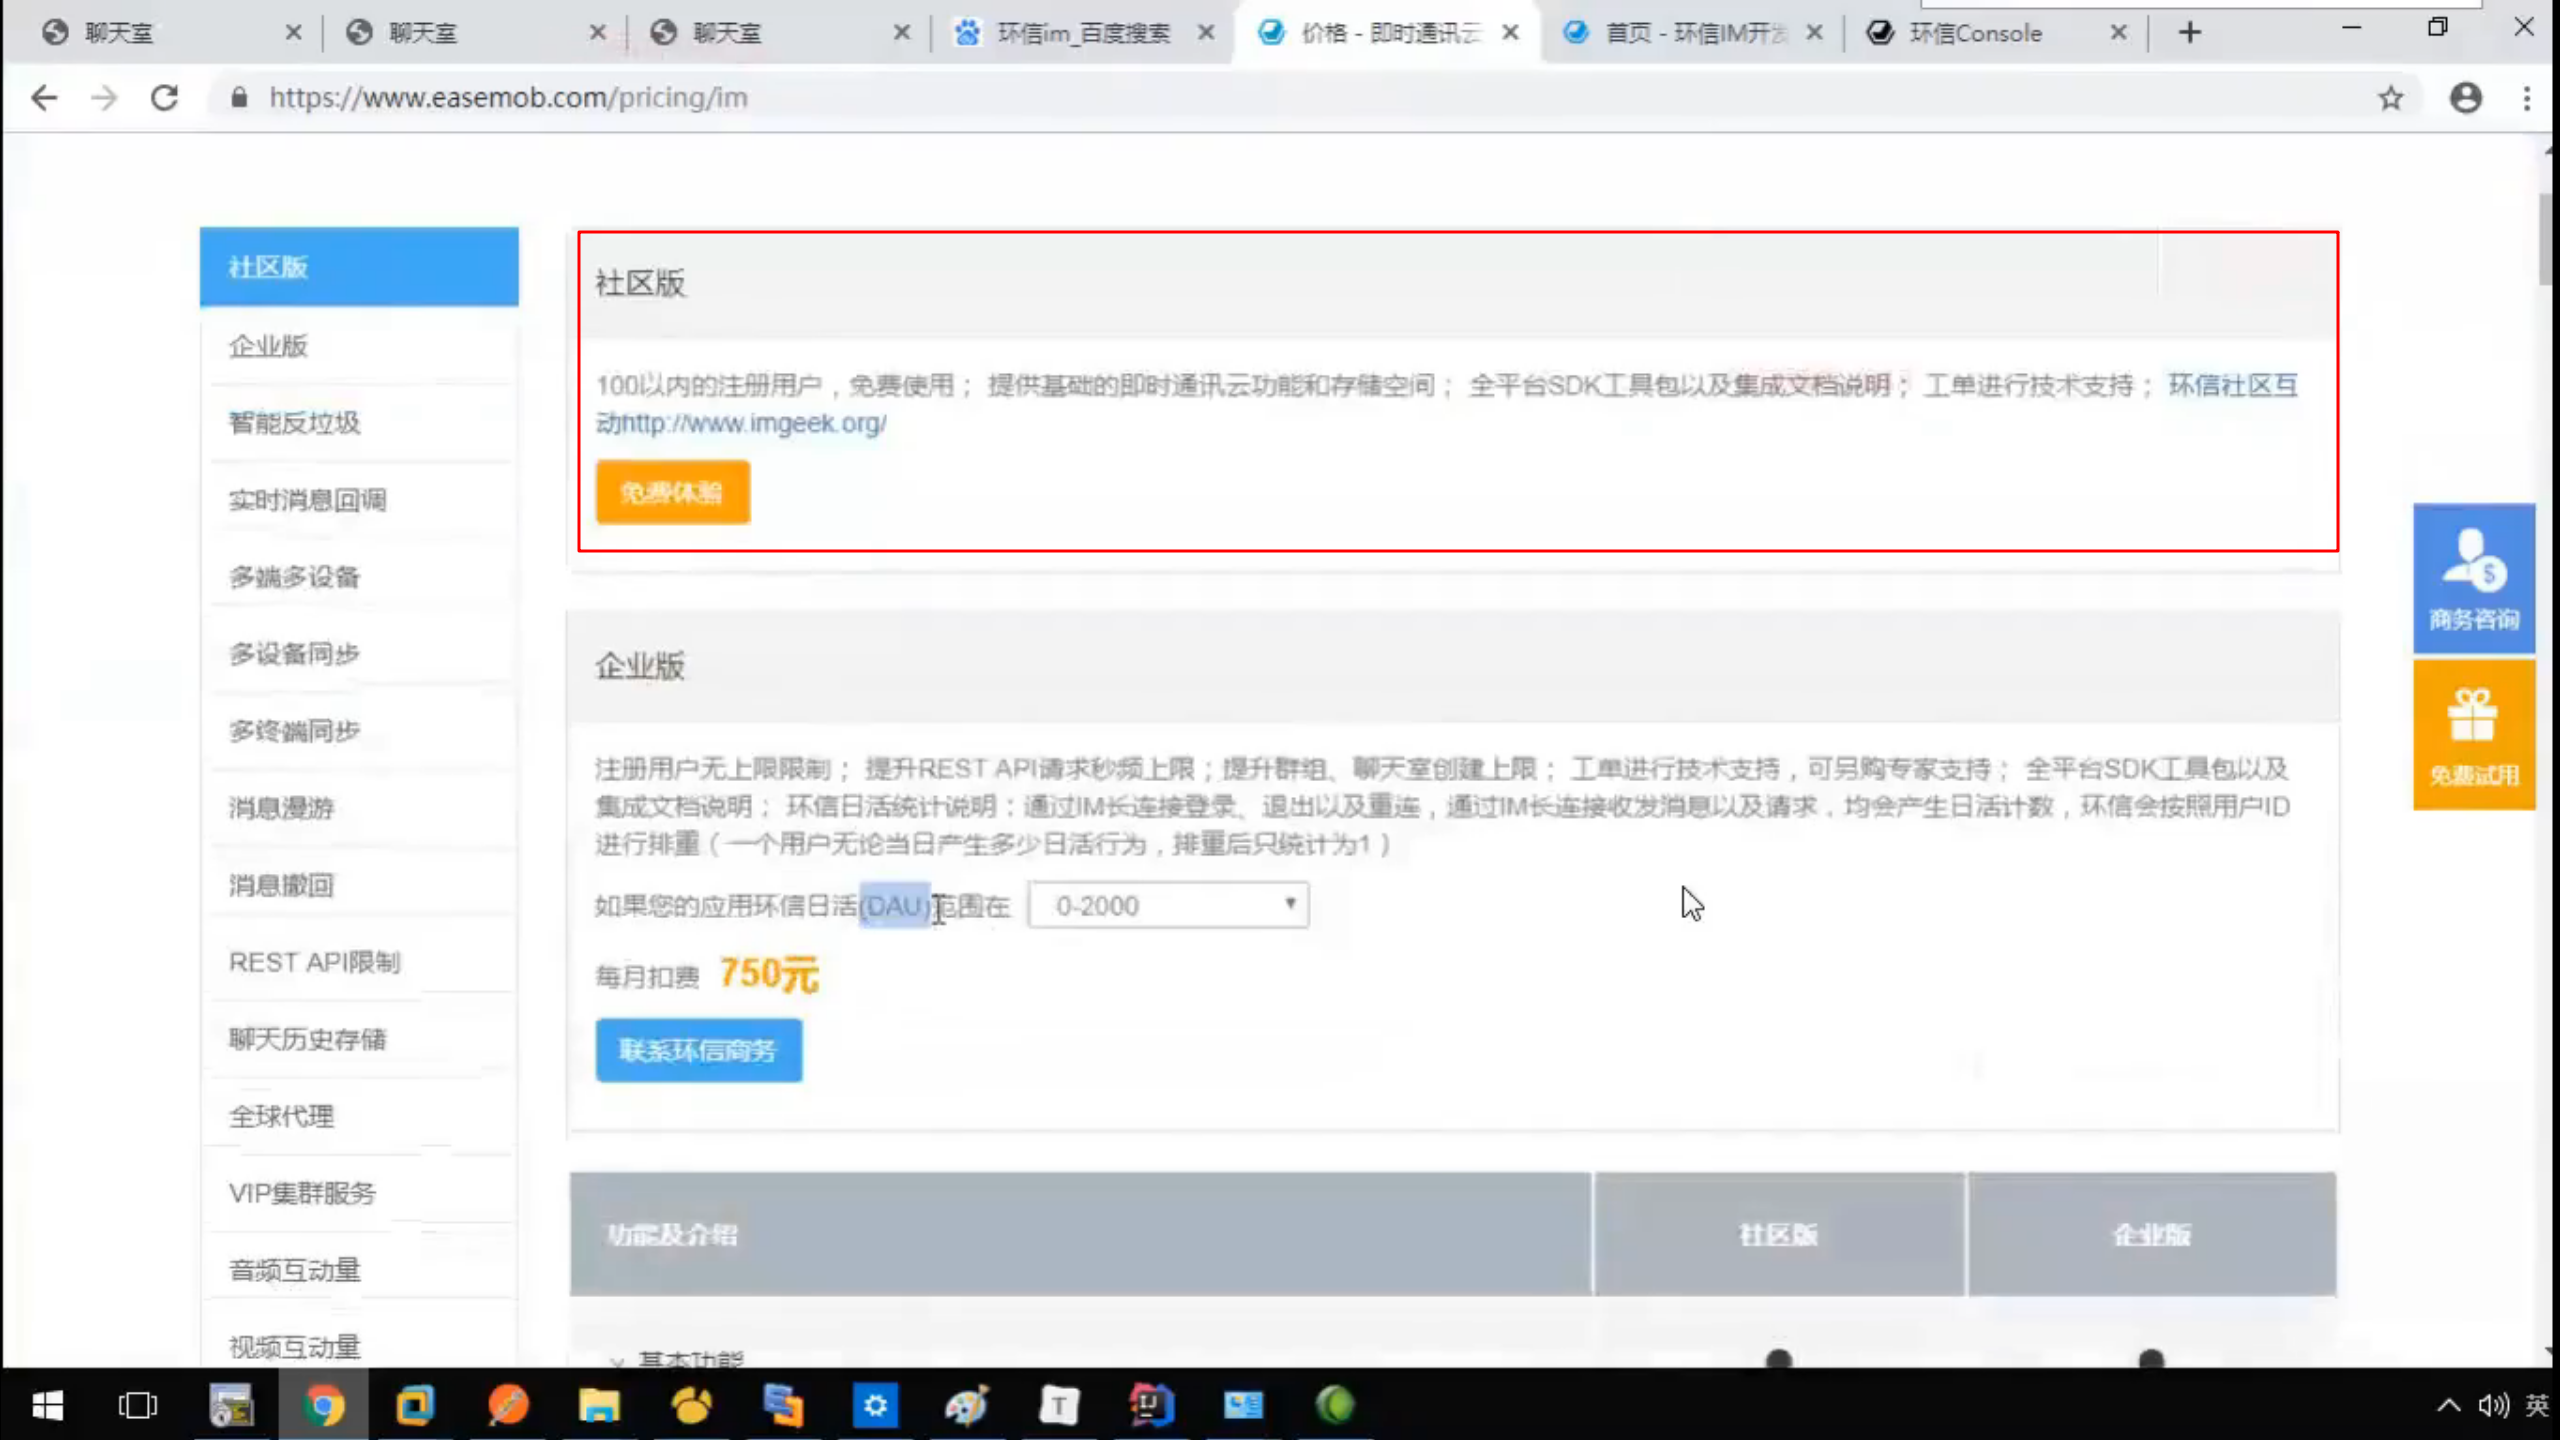 聊天室
聊天室
聊天室
环信im_百度搜索
价格 - 即时通讯云
首页 - 环信IM开发
环信Console
https://www.easemob.com/pricing/im
社区版
企业版
智能反垃圾
实时消息回调
多端多设备
多设备同步
多终端同步
消息漫游
消息撤回
REST API限制
聊天历史存储
全球代理
VIP集群服务
音频互动量
视频互动量
社区版
100以内的注册用户，免费使用； 提供基础的即时通讯云功能和存储空间； 全平台SDK工具包以及集成文档说明； 工单进行技术支持； 环信社区互
动http://www.imgeek.org/
免费体验
企业版
注册用户无上限限制； 提升REST API请求秒频上限；提升群组、聊天室创建上限； 工单进行技术支持，可另购专家支持； 全平台SDK工具包以及
集成文档说明； 环信日活统计说明：通过IM长连接登录、退出以及重连，通过IM长连接收发消息以及请求，均会产生日活计数，环信会按照用户ID
进行排重（一个用户无论当日产生多少日活行为，排重后只统计为1）
如果您的应用环信日活(DAU)范围在 0-2000
每月扣费 750元
联系环信商务
功能及介绍 社区版 企业版
基本功能
商务咨询
免费试用
英